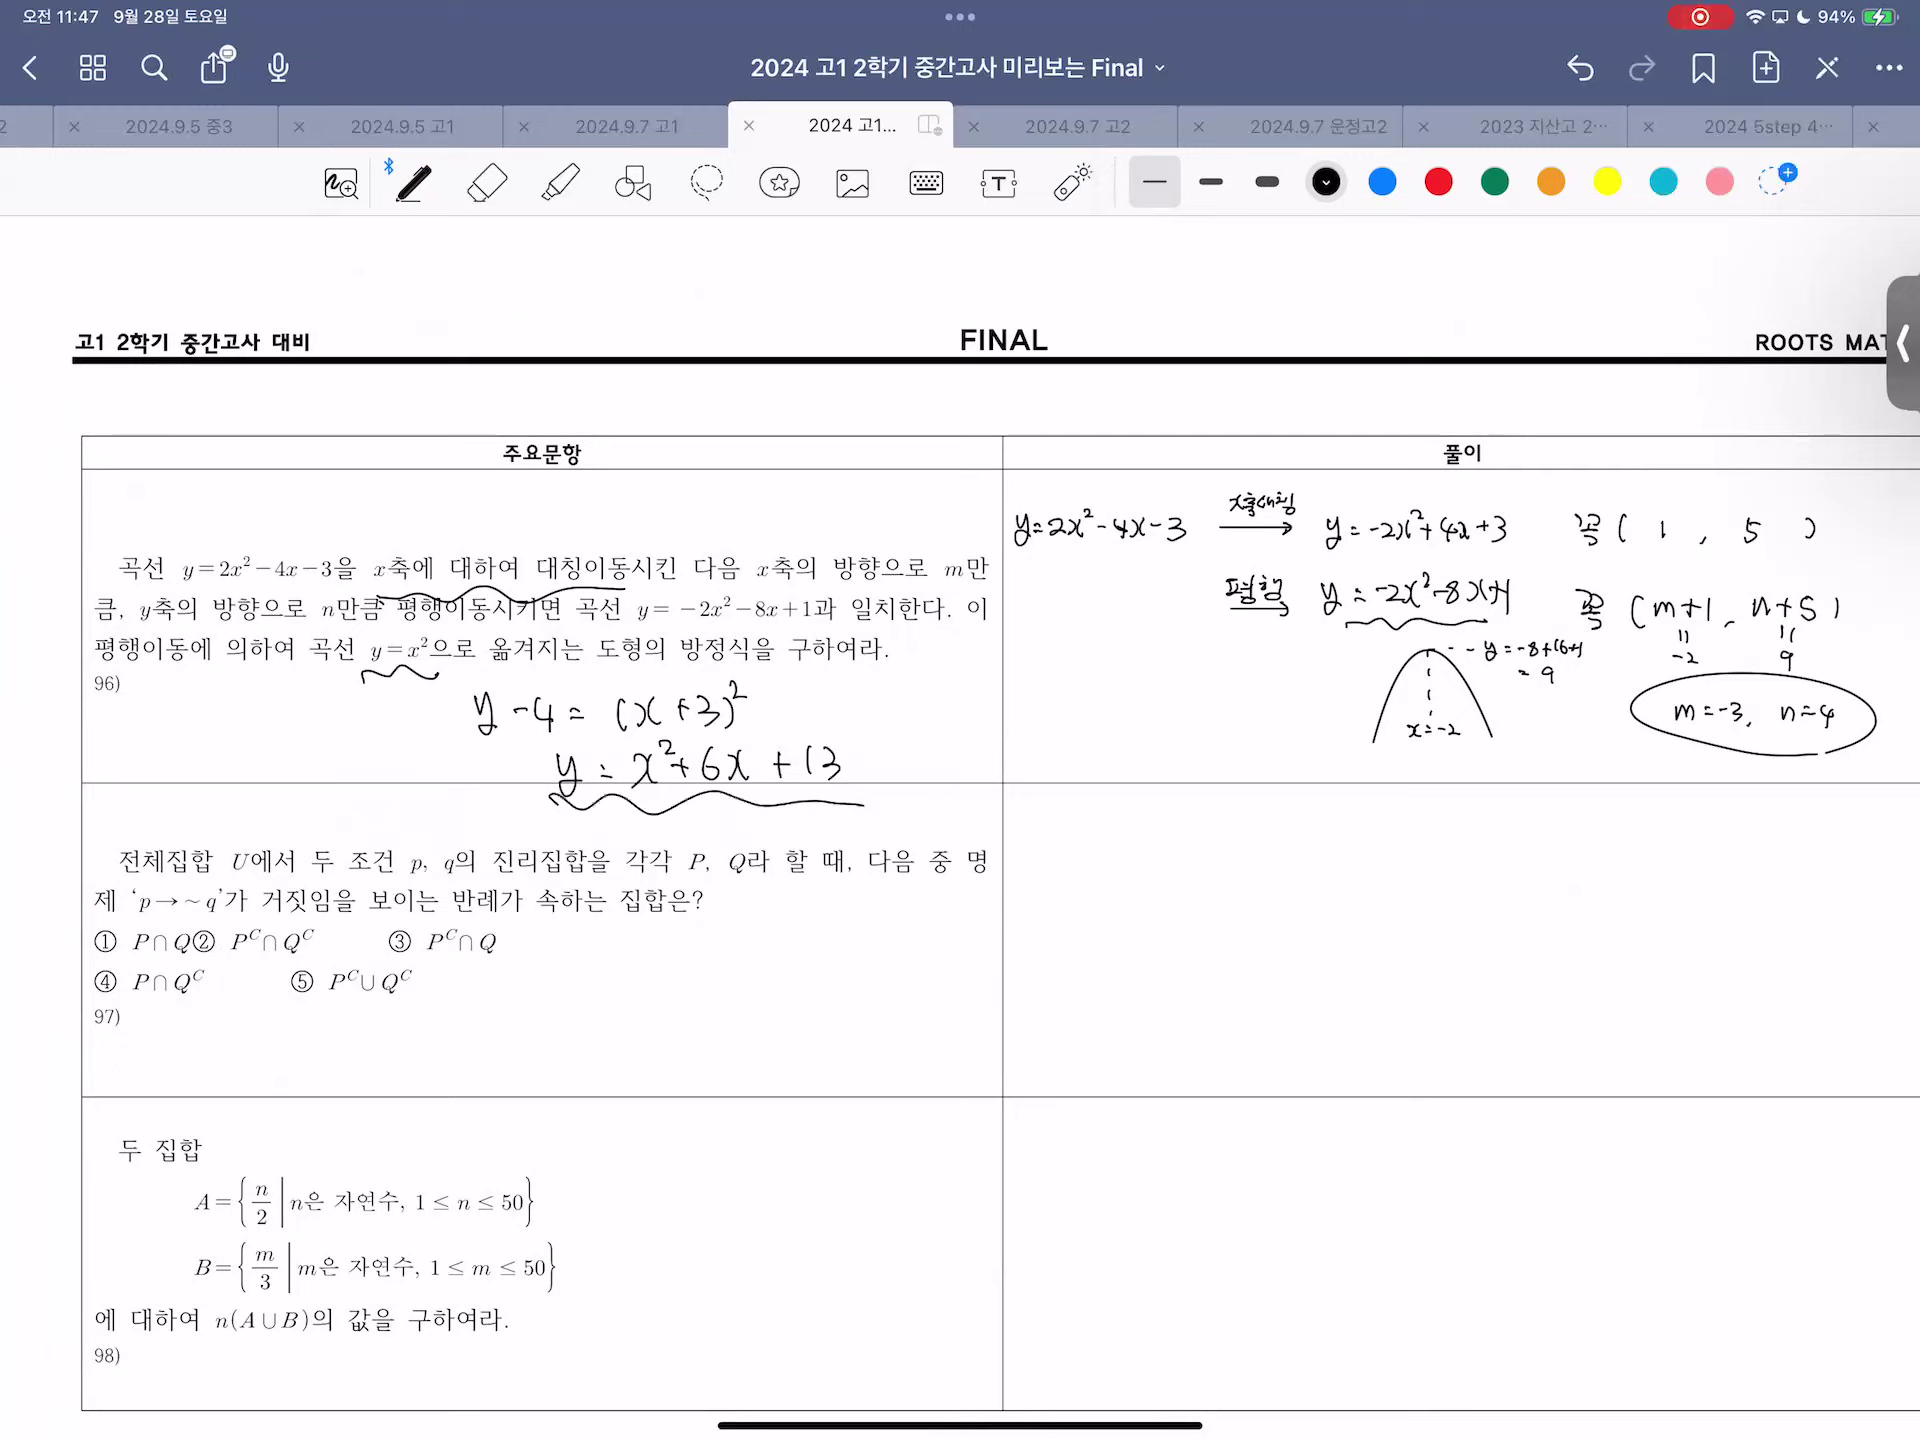 오전 11:47 9월 28일 토요일
94%
2024 고1 2학기 중간고사 미리보는 Final
2
2024.9.5 중3
2024.9.5 고1
2024.9.7 고1
2024 고1...
2024.9.7 고2
2024.9.7 운정고2
2023 지산고 2…
2024 5step 4…
고1 2학기 중간고사 대비
FINAL
ROOTS MAT
주요문항
곡선 y=2x²-4x-3을 x축에 대하여 대칭이동시킨 다음 x축의 방향으로 m만
큼, y축의 방향으로 n만큼 평행이동시키면 곡선 y=-2x²-8x+1과 일치한다. 이
평행이동에 의하여 곡선 y=x²으로 옮겨지는 도형의 방정식을 구하여라.
96)
y-4=(x+3)²
y=x²+6x+13
풀이
y=2x²-4x-3 x축대칭 → y=-2x²+4x+3 꼭(1, 5)
평행 → y=-2x²-8x+1 꼭(m+1, n+5)
-2
9
y=-8+16+1
=9
x=-2
m=-3, n=4
전체집합 U에서 두 조건 p, q의 진리집합을 각각 P, Q라 할 때, 다음 중 명
제 ‘p→~q’가 거짓임을 보이는 반례가 속하는 집합은?
① P∩Q② P^C∩Q^C ③ P^C∩Q
④ P∩Q^C ⑤ P^C∪Q^C
97)
두 집합
A={n/2 | n은 자연수, 1≤n≤50}
B={m/3 | m은 자연수, 1≤m≤50}
에 대하여 n(A∪B)의 값을 구하여라.
98)